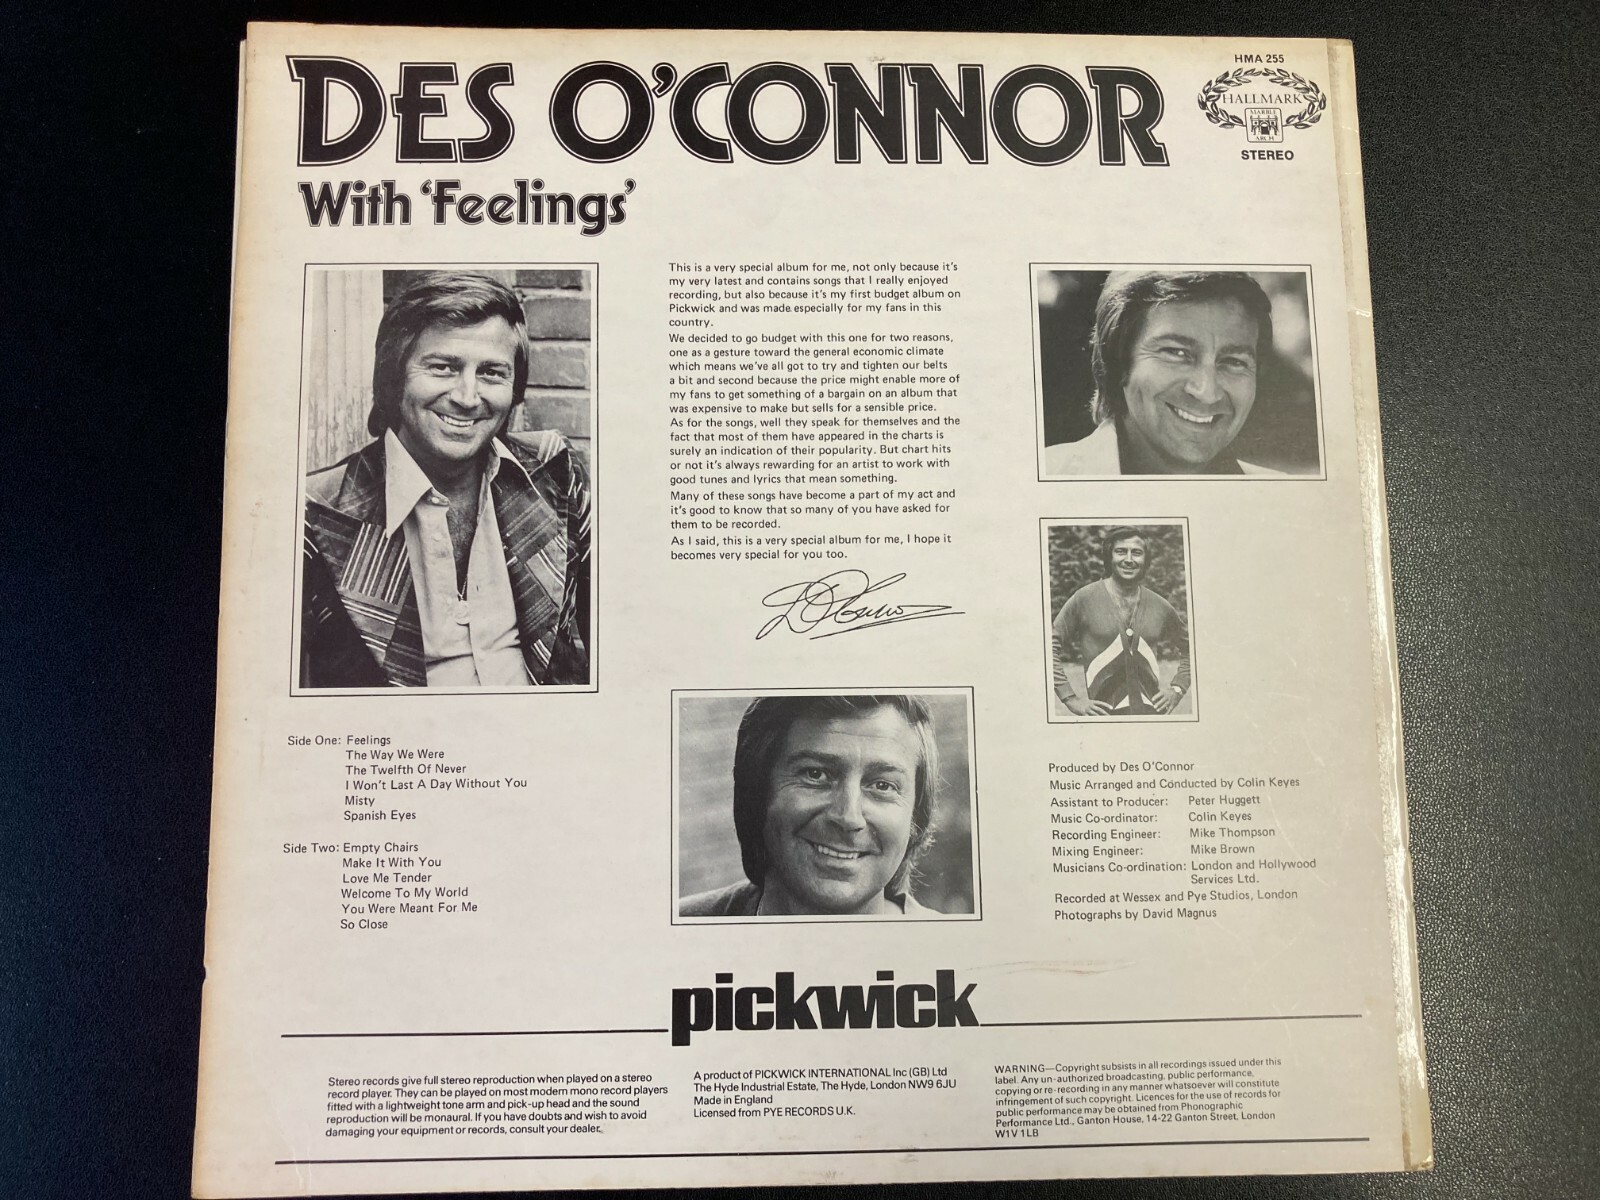 DES O'CONNOR
With 'Feelings'
HMA 255
HALLMARK
MARBLE
ARCH
STEREO
This is a very special album for me, not only because it's
my very latest and contains songs that I really enjoyed
recording, but also because it's my first budget album on
Pickwick and was made especially for my fans in this
country.
We decided to go budget with this one for two reasons,
one as a gesture toward the general economic climate
which means we've all got to try and tighten our belts
a bit and second because the price might enable more of
my fans to get something of a bargain on an album that
was expensive to make but sells for a sensible price.
As for the songs, well they speak for themselves and the
fact that most of them have appeared in the charts is
surely an indication of their popularity. But chart hits
or not it's always rewarding for an artist to work with
good tunes and lyrics that mean something.
Many of these songs have become a part of my act and
it's good to know that so many of you have asked for
them to be recorded.
As I said, this is a very special album for me, I hope it
becomes very special for you too.
Side One: Feelings
The Way We Were
The Twelfth Of Never
I Won't Last A Day Without You
Misty
Spanish Eyes
Side Two: Empty Chairs
Make It With You
Love Me Tender
Welcome To My World
You Were Meant For Me
So Close
Produced by Des O'Connor
Music Arranged and Conducted by Colin Keyes
Assistant to Producer: Peter Huggett
Music Co-ordinator: Colin Keyes
Recording Engineer: Mike Thompson
Mixing Engineer: Mike Brown
Musicians Co-ordination: London and Hollywood
Services Ltd.
Recorded at Wessex and Pye Studios, London
Photographs by David Magnus
pickwick
Stereo records give full stereo reproduction when played on a stereo
record player. They can be played on most modern mono record players
fitted with a lightweight tone arm and pick-up head and the sound
reproduction will be monaural. If you have doubts and wish to avoid
damaging your equipment or records, consult your dealer.
A product of PICKWICK INTERNATIONAL Inc (GB) Ltd
The Hyde Industrial Estate, The Hyde, London NW9 6JU
Made in England
Licensed from PYE RECORDS U.K.
WARNING—Copyright subsists in all recordings issued under this
label. Any un-authorized broadcasting, public performance,
copying or re-recording in any manner whatsoever will constitute
infringement of such copyright. Licences for the use of records for
public performance may be obtained from Phonographic
Performance Ltd., Ganton House, 14-22 Ganton Street, London
W1V 1LB